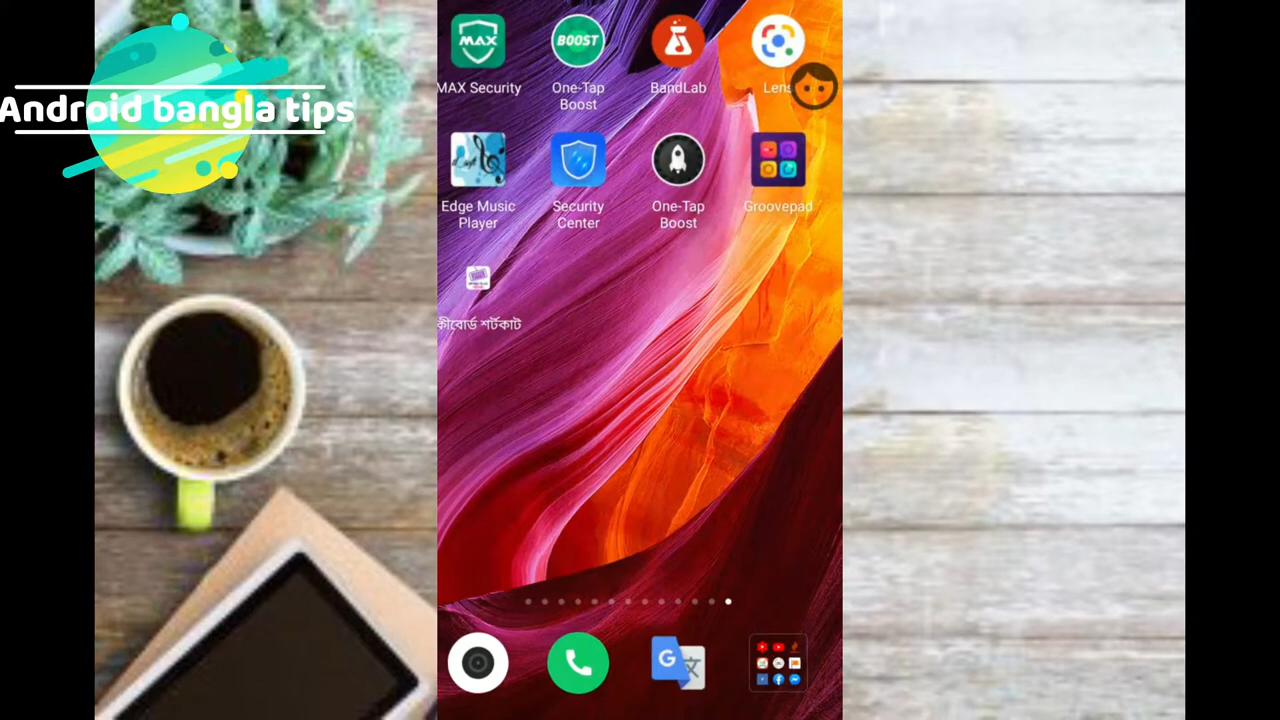 Android bangla tips
MAX
BOOST
MAX Security
One-Tap
Boost
BandLab
Lens
Edge Music
Player
Security
Center
One-Tap
Boost
Groovepad
কীবোর্ড শর্টকাট
G